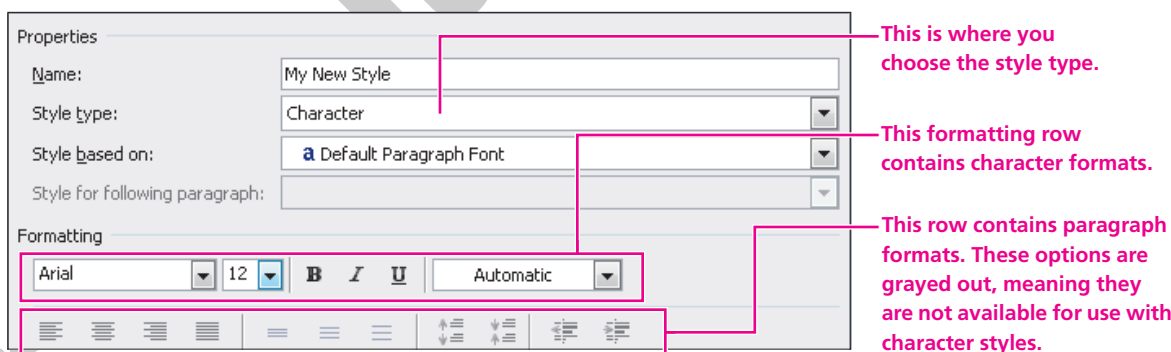 Properties
Name:
My New Style
Style type:
Character
Style based on:
a Default Paragraph Font
Style for following paragraph:
Formatting
Arial
12
B I U
Automatic
This is where you
choose the style type.
This formatting row
contains character formats.
This row contains paragraph
formats. These options are
grayed out, meaning they
are not available for use with
character styles.